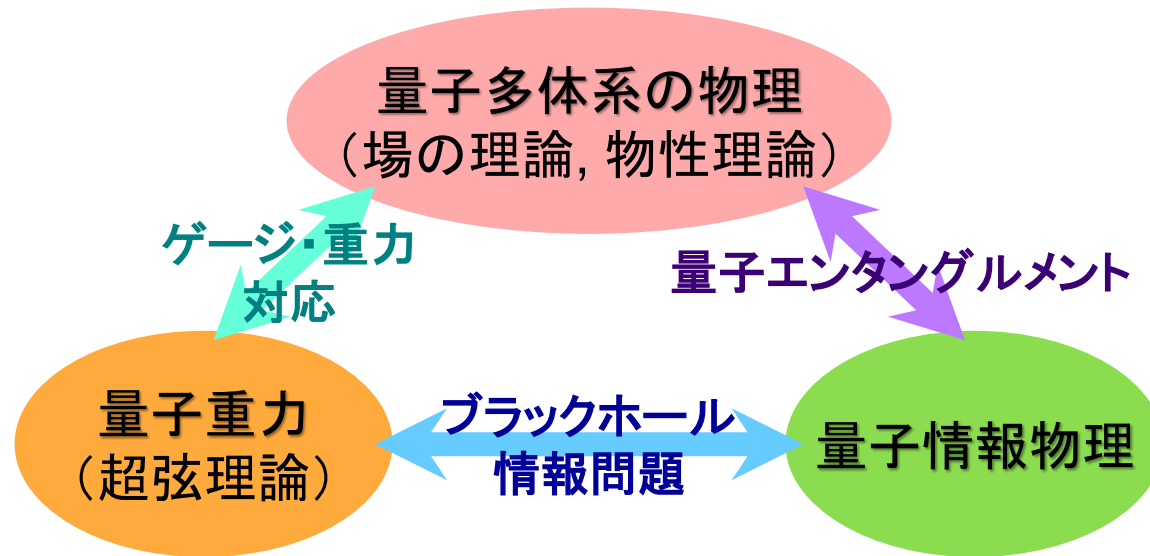 量子多体系の物理
（場の理論, 物性理論）
ゲージ・重力
対応
量子エンタングルメント
量子重力
（超弦理論）
ブラックホール
情報問題
量子情報物理